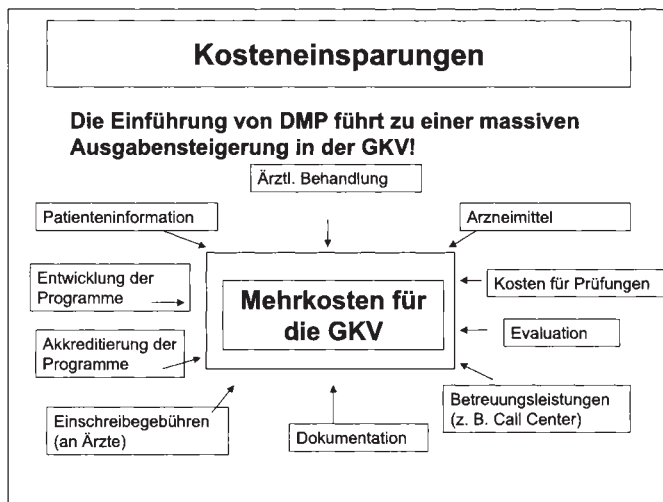 Kosteneinsparungen
Die Einführung von DMP führt zu einer massiven
Ausgabensteigerung in der GKV!
Ärztl. Behandlung
Patienteninformation
Arzneimittel
Entwicklung der
Programme
Kosten für Prüfungen
Mehrkosten für
die GKV
Evaluation
Akkreditierung der
Programme
Betreuungsleistungen
(z. B. Call Center)
Einschreibegebühren
(an Ärzte)
Dokumentation